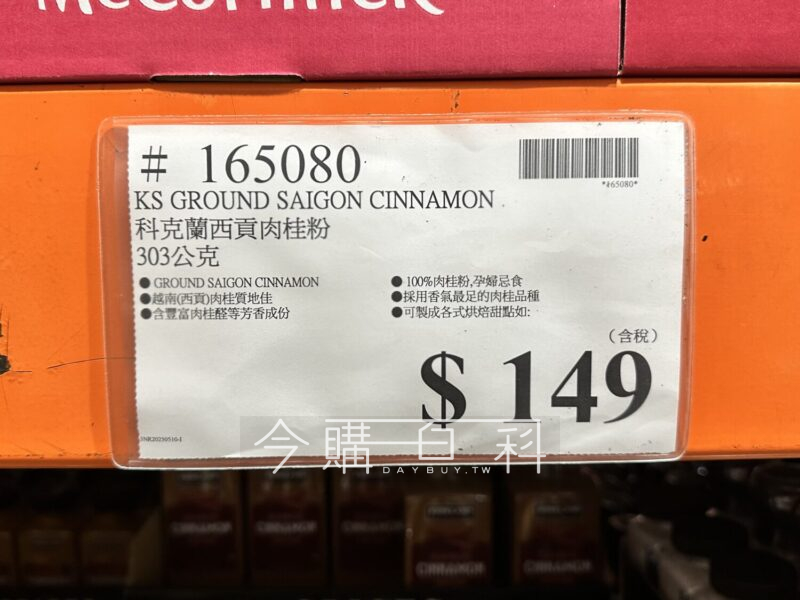 McCormick
# 165080
KS GROUND SAIGON CINNAMON
科克蘭西貢肉桂粉
303公克
● GROUND SAIGON CINNAMON
●越南(西貢)肉桂質地佳
●含豐富肉桂醛等芳香成份
● 100%肉桂粉,孕婦忌食
●採用香氣最足的肉桂品種
●可製成各式烘焙甜點如:
（含稅）
$ 149
今購百科
DAYBUY.TW
CINNAMON
CINNAMON
CINNAMON
CINNAMON
CINNAMON